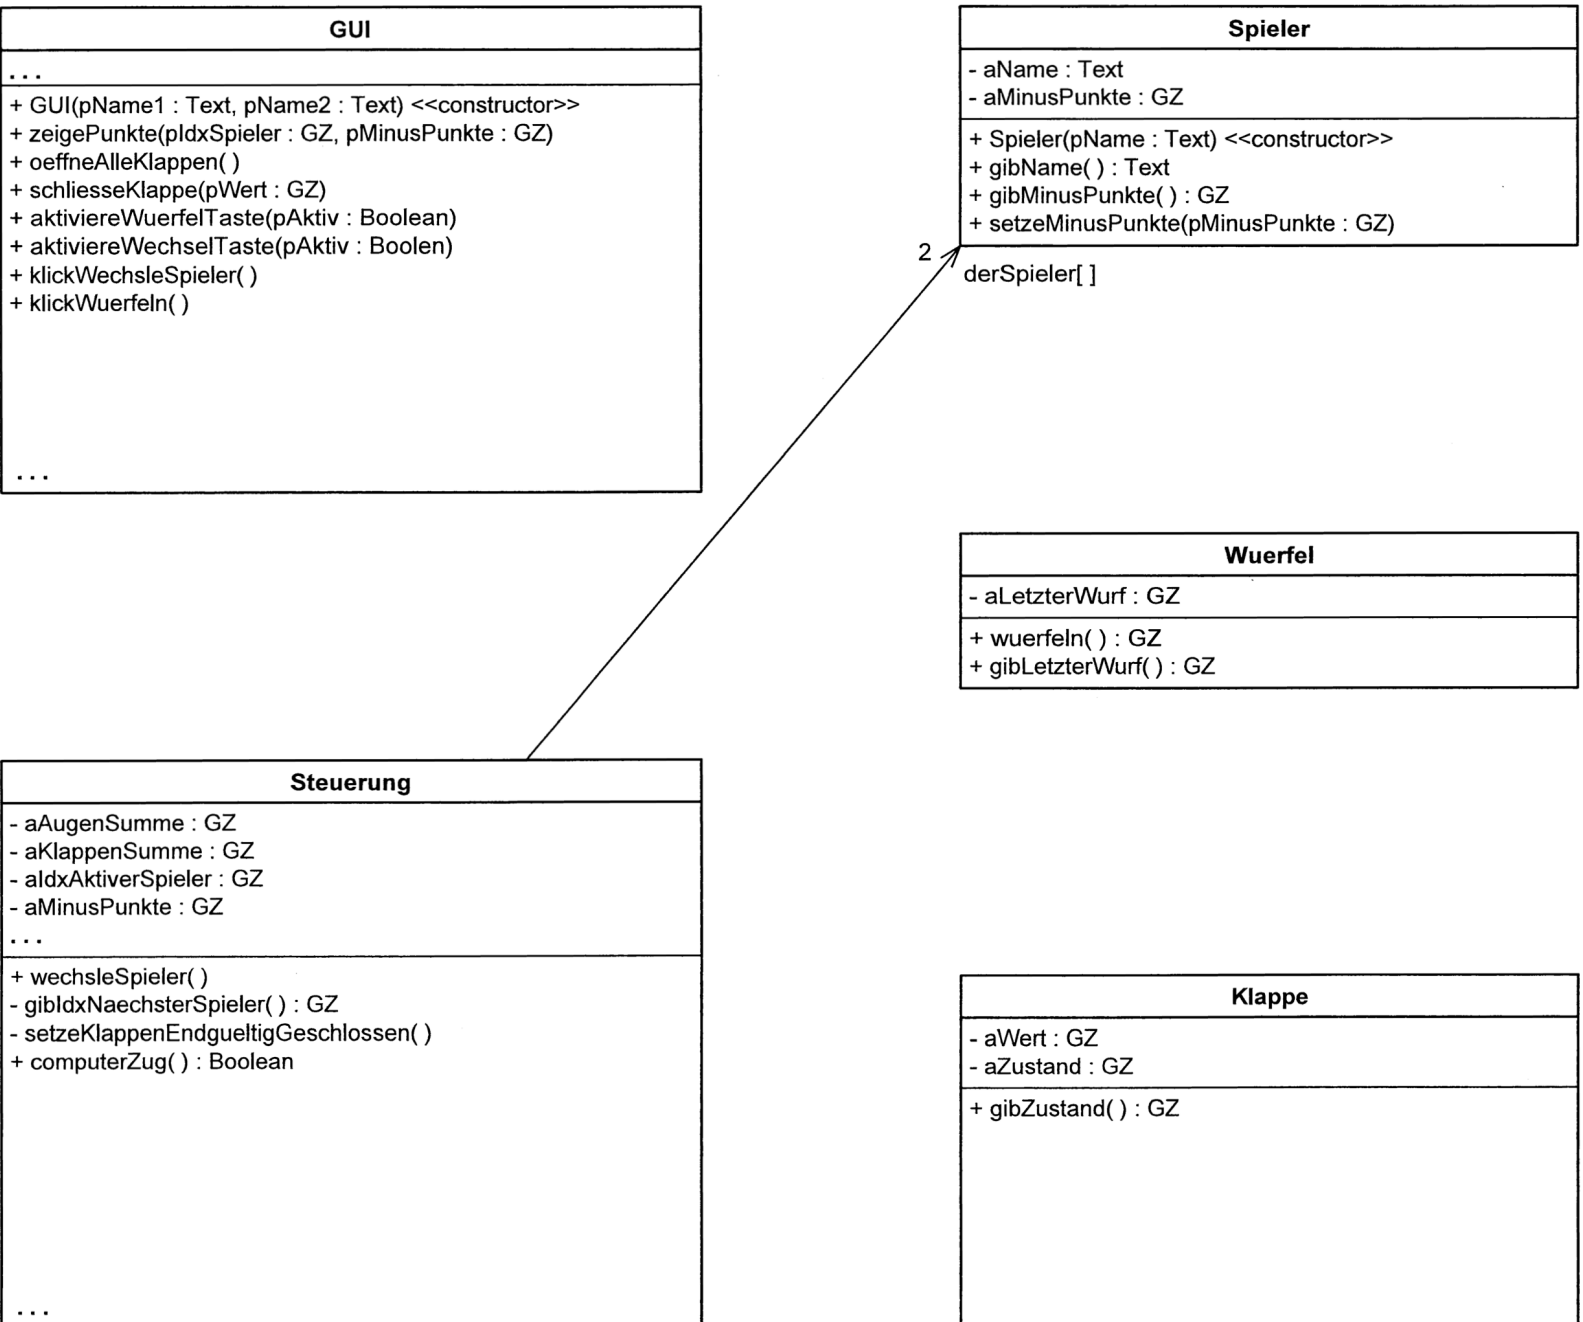 GUI
. . .
+ GUI(pName1 : Text, pName2 : Text) <<constructor>>
+ zeigePunkte(pIdxSpieler : GZ, pMinusPunkte : GZ)
+ oeffneAlleKlappen( )
+ schliesseKlappe(pWert : GZ)
+ aktiviereWuerfelTaste(pAktiv : Boolean)
+ aktiviereWechselTaste(pAktiv : Boolen)
+ klickWechsleSpieler( )
+ klickWuerfeln( )
. . .
Spieler
- aName : Text
- aMinusPunkte : GZ
+ Spieler(pName : Text) <<constructor>>
+ gibName( ) : Text
+ gibMinusPunkte( ) : GZ
+ setzeMinusPunkte(pMinusPunkte : GZ)
2
derSpieler[ ]
Wuerfel
- aLetzterWurf : GZ
+ wuerfeln( ) : GZ
+ gibLetzterWurf( ) : GZ
Steuerung
- aAugenSumme : GZ
- aKlappenSumme : GZ
- aIdxAktiverSpieler : GZ
- aMinusPunkte : GZ
. . .
+ wechsleSpieler( )
- gibIdxNaechsterSpieler( ) : GZ
- setzeKlappenEndgueltigGeschlossen( )
+ computerZug( ) : Boolean
. . .
Klappe
- aWert : GZ
- aZustand : GZ
+ gibZustand( ) : GZ